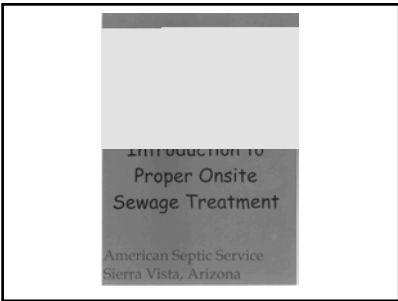 Introduction to
Proper Onsite
Sewage Treatment
American Septic Service
Sierra Vista, Arizona